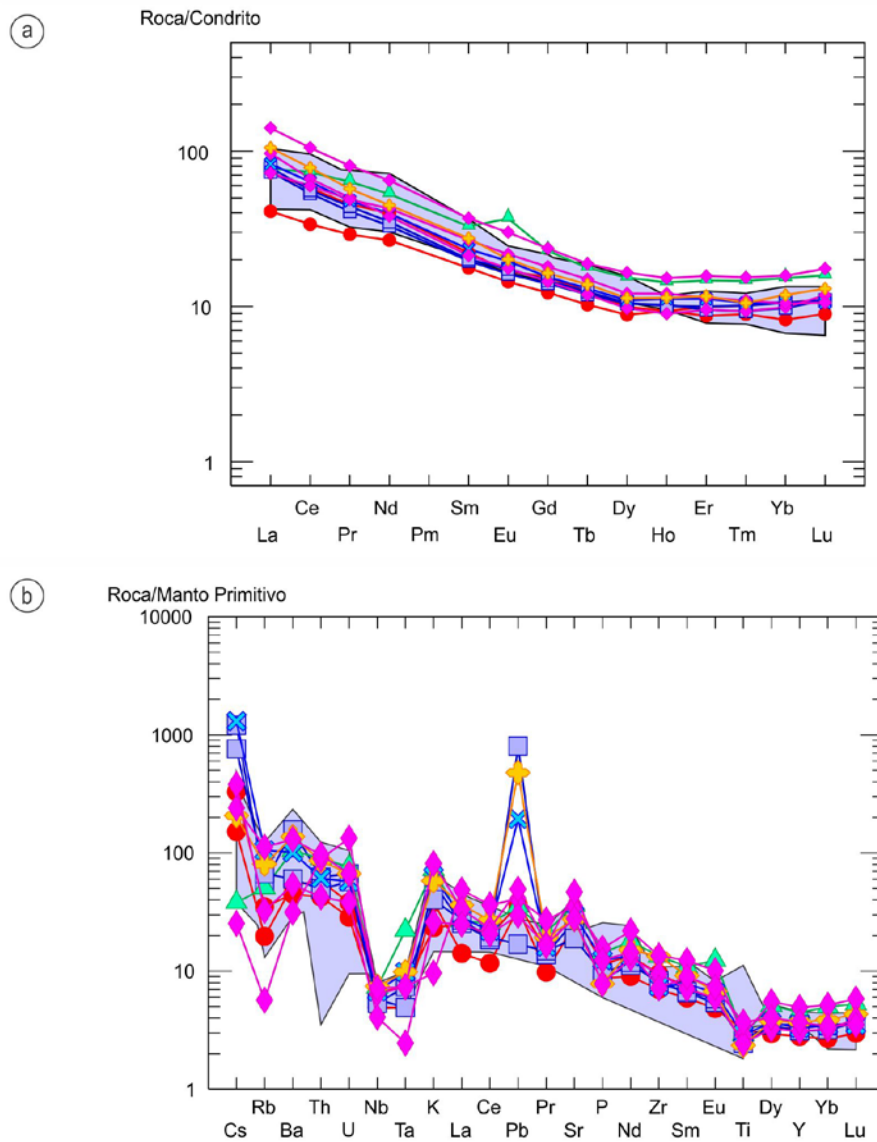 a
Roca/Condrito
100
10
1
Ce Nd Sm Gd Dy Er Yb
La Pr Pm Eu Tb Ho Tm Lu
b
Roca/Manto Primitivo
10000
1000
100
10
1
Rb Th Nb K Ce Pr P Zr Eu Dy Yb
Cs Ba U Ta La Pb Sr Nd Sm Ti Y Lu